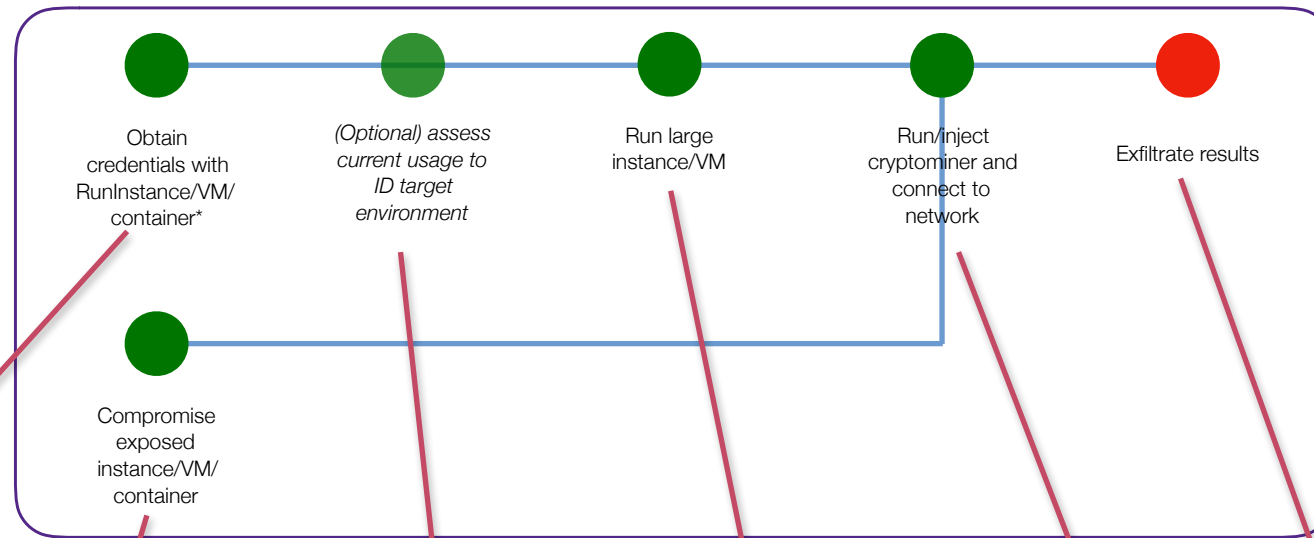 Obtain
credentials with
RunInstance/VM/
container*
(Optional) assess
current usage to
ID target
environment
Run large
instance/VM
Run/inject
cryptominer and
connect to
network
Exfiltrate results
Compromise
exposed
instance/VM/
container